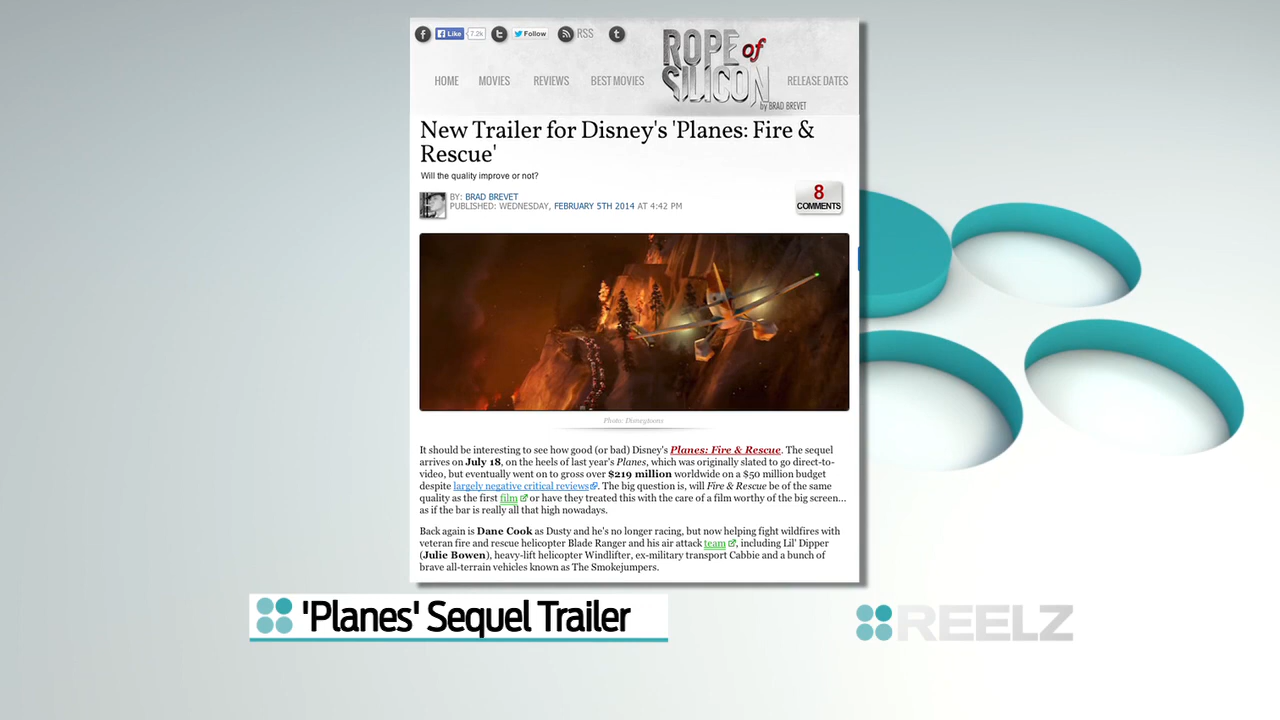 Like 7.2k Follow RSS
ROPE of
SILICON
by BRAD BREVET
HOME MOVIES REVIEWS BEST MOVIES RELEASE DATES
New Trailer for Disney's 'Planes: Fire &
Rescue'
Will the quality improve or not?
BY: BRAD BREVET
PUBLISHED: WEDNESDAY, FEBRUARY 5TH 2014 AT 4:42 PM
8
COMMENTS
Photo: Disneytoons
It should be interesting to see how good (or bad) Disney's Planes: Fire & Rescue. The sequel
arrives on July 18, on the heels of last year's Planes, which was originally slated to go direct-to-
video, but eventually went on to gross over $219 million worldwide on a $50 million budget
despite largely negative critical reviews. The big question is, will Fire & Rescue be of the same
quality as the first film or have they treated this with the care of a film worthy of the big screen...
as if the bar is really all that high nowadays.
Back again is Dane Cook as Dusty and he's no longer racing, but now helping fight wildfires with
veteran fire and rescue helicopter Blade Ranger and his air attack team, including Lil' Dipper
(Julie Bowen), heavy-lift helicopter Windlifter, ex-military transport Cabbie and a bunch of
brave all-terrain vehicles known as The Smokejumpers.
'Planes' Sequel Trailer
REELZ